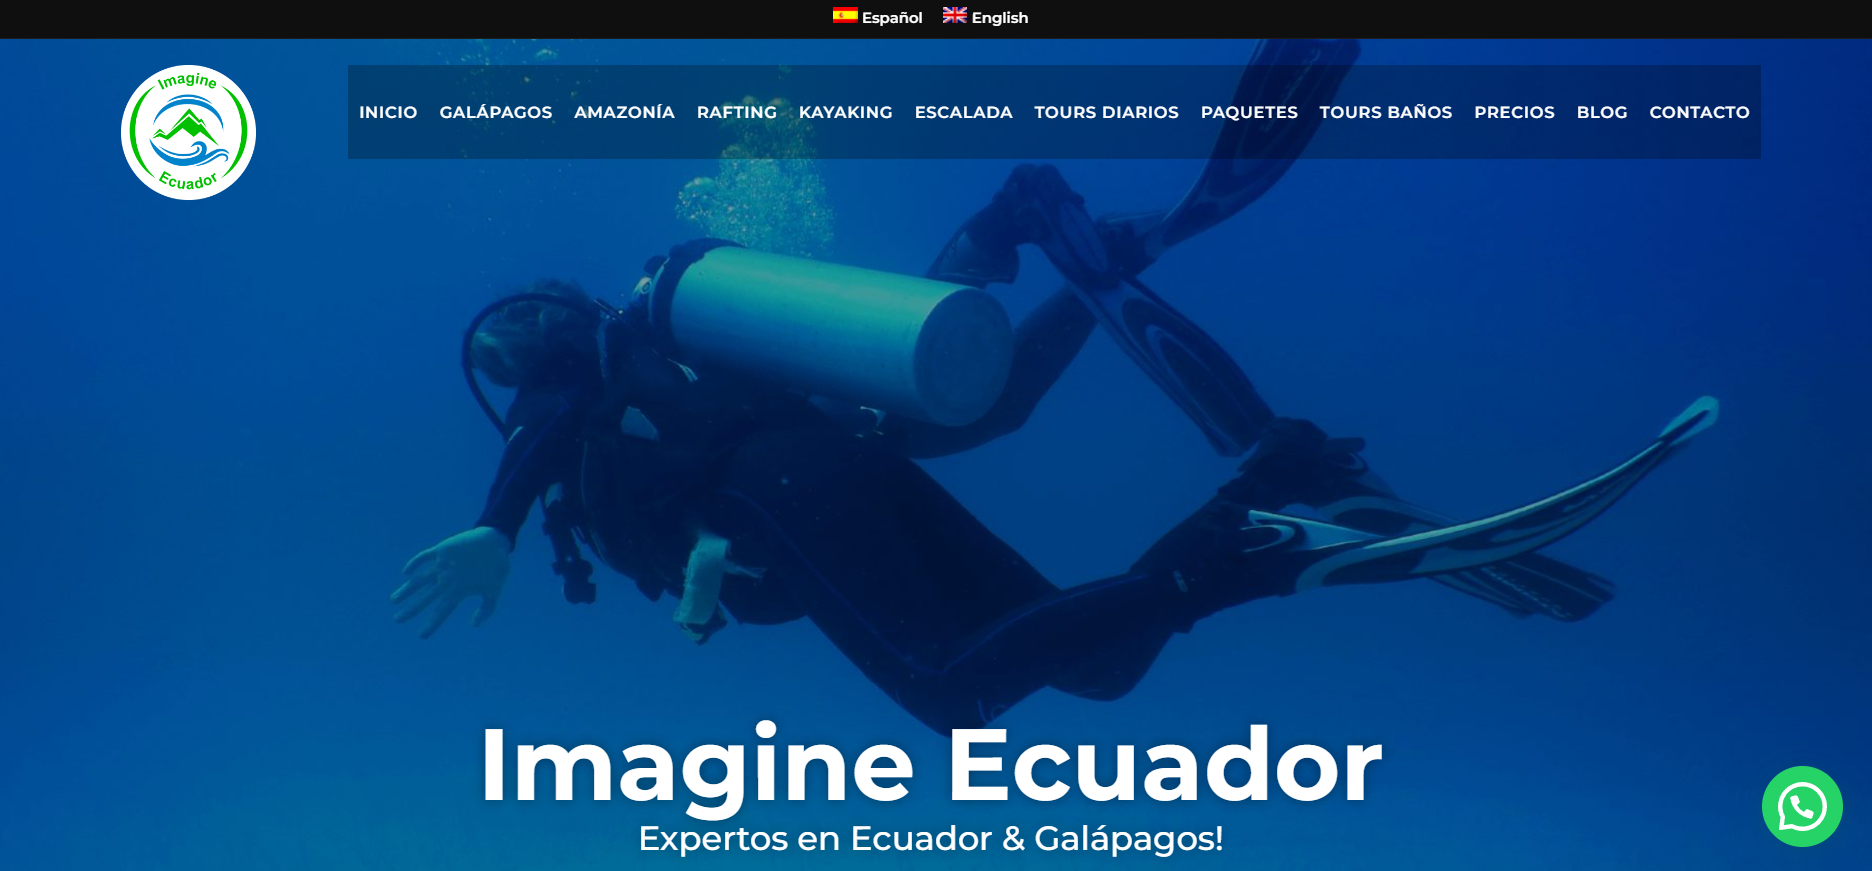 Español English
Imagine
Ecuador
INICIO GALÁPAGOS AMAZONÍA RAFTING KAYAKING ESCALADA TOURS DIARIOS PAQUETES TOURS BAÑOS PRECIOS BLOG CONTACTO
Imagine Ecuador
Expertos en Ecuador & Galápagos!